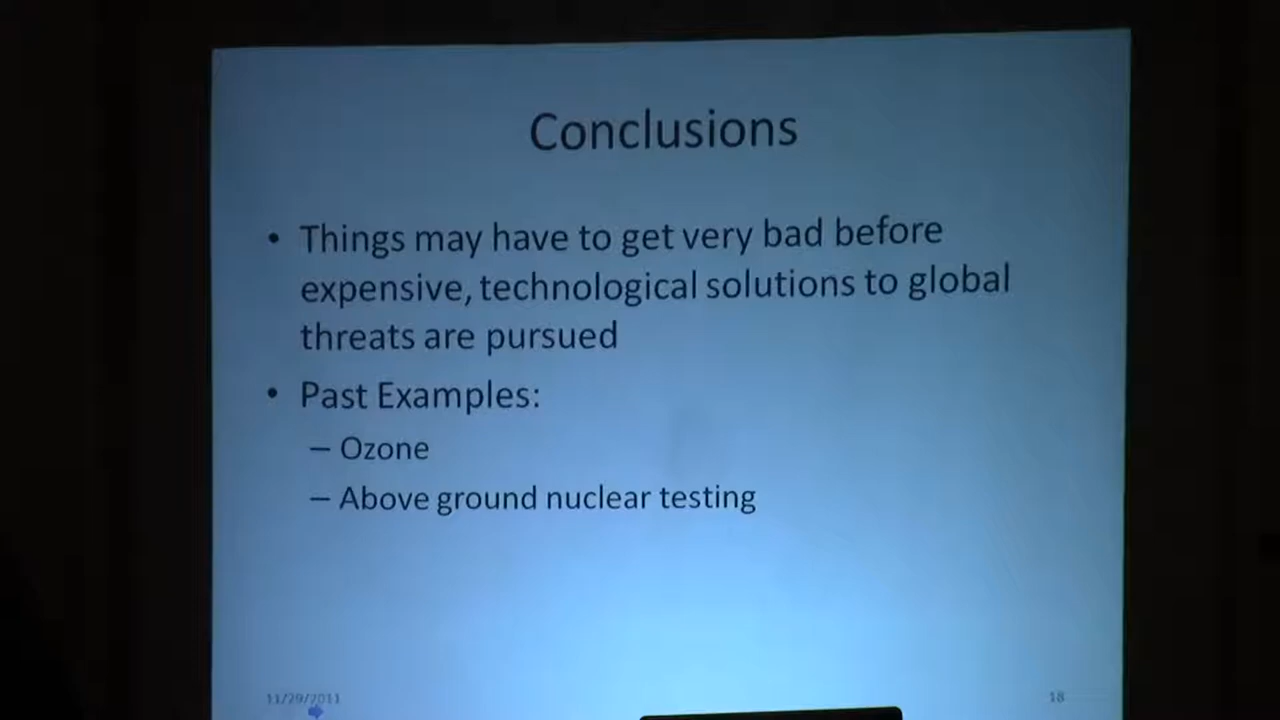 Conclusions
• Things may have to get very bad before
expensive, technological solutions to global
threats are pursued
• Past Examples:
– Ozone
– Above ground nuclear testing
11/29/2011
18